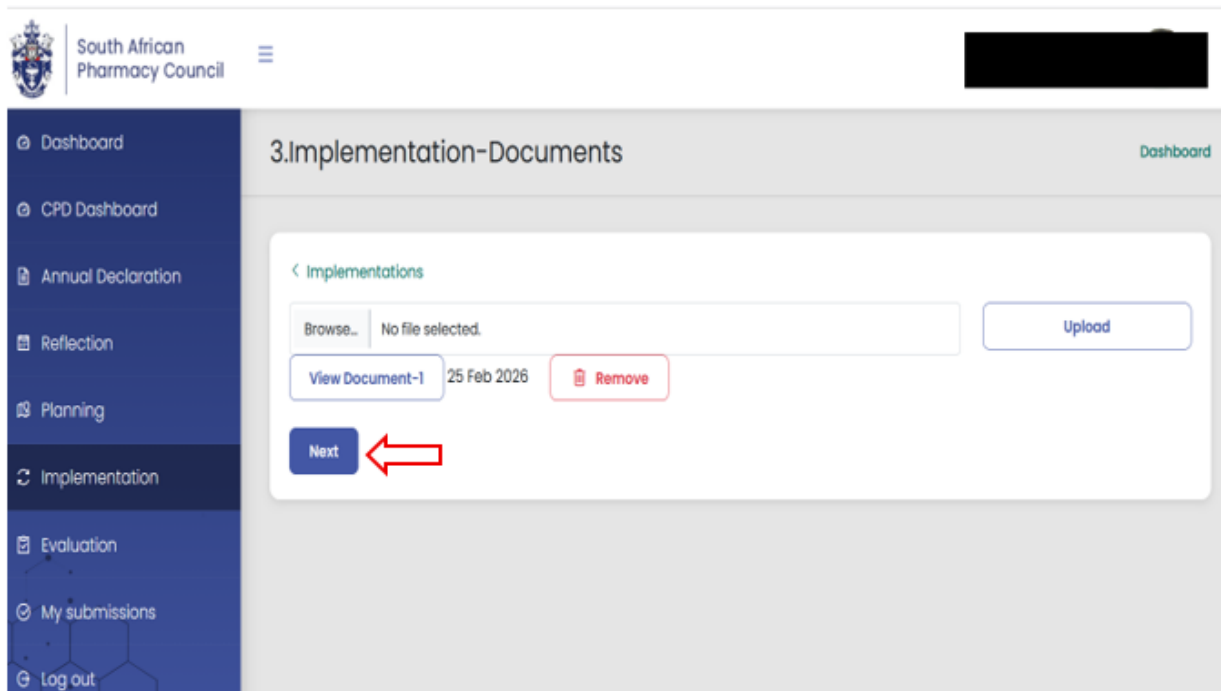 South African
Pharmacy Council
Dashboard
CPD Dashboard
Annual Declaration
Reflection
Planning
Implementation
Evaluation
My submissions
Log out
3.Implementation-Documents
Dashboard
< Implementations
Browse... No file selected.
Upload
View Document-1 25 Feb 2026 Remove
Next